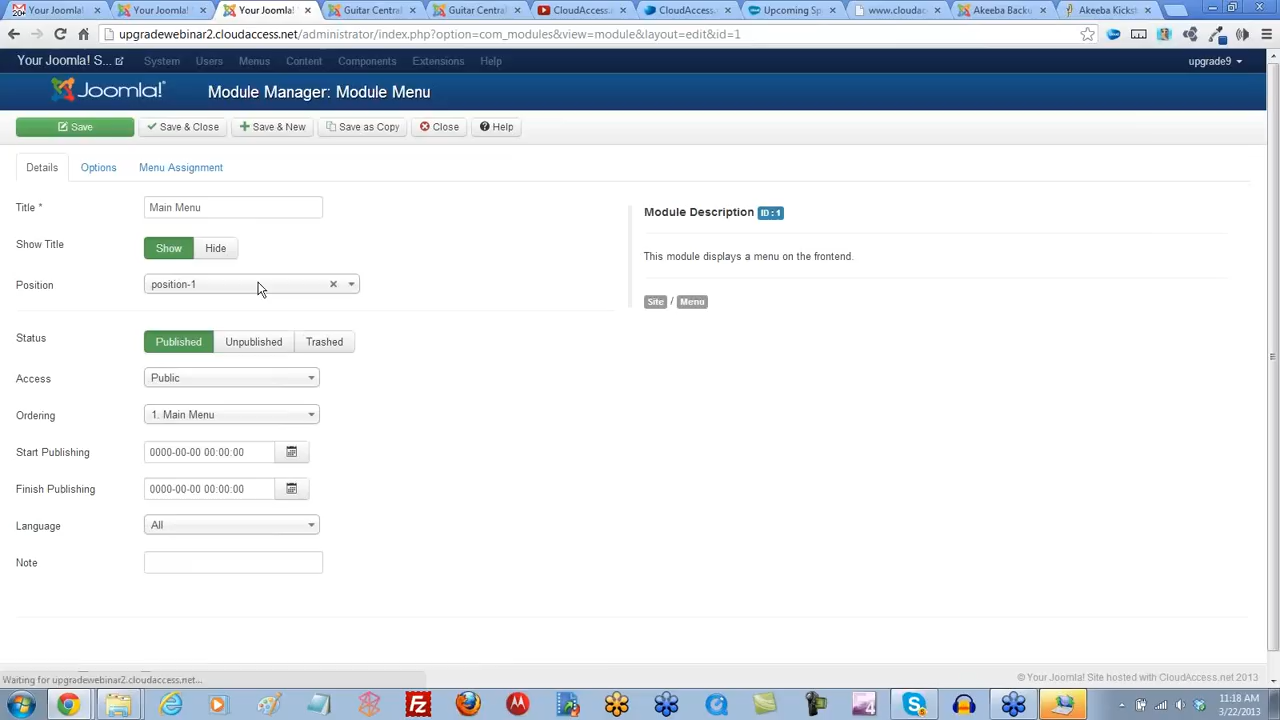 20+
Your Joomla!
Your Joomla!
Your Joomla!
Guitar Central
Guitar Central
CloudAccess.
CloudAccess.n
Upcoming Sp
www.cloudac
Akeeba Backu
Akeeba Kickst
upgradewebinar2.cloudaccess.net/administrator/index.php?option=com_modules&view=module&layout=edit&id=1
Your Joomla! S... System Users Menus Content Components Extensions Help upgrade9
Joomla! Module Manager: Module Menu
Save Save & Close Save & New Save as Copy Close Help
Details Options Menu Assignment
Title * Main Menu
Module Description ID : 1
Show Title Show Hide
This module displays a menu on the frontend.
Position position-1
Site / Menu
Status Published Unpublished Trashed
Access Public
Ordering 1. Main Menu
Start Publishing 0000-00-00 00:00:00
Finish Publishing 0000-00-00 00:00:00
Language All
Note
Waiting for upgradewebinar2.cloudaccess.net...
© Your Joomla! Site hosted with CloudAccess.net 2013
11:18 AM
3/22/2013